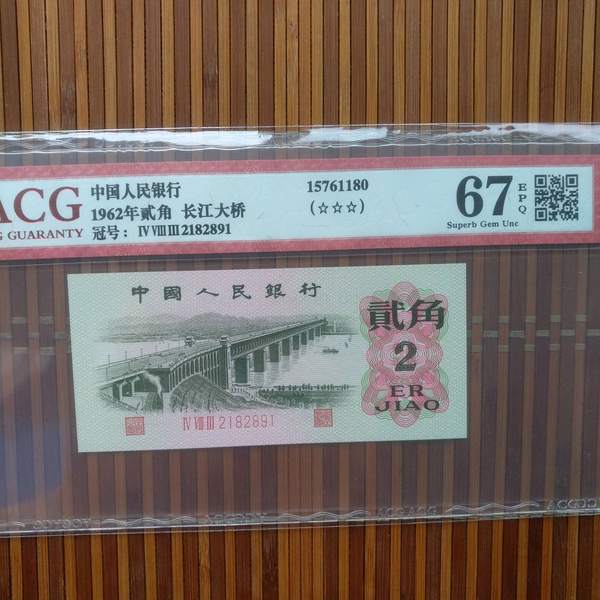 ACG
G GUARANTY
中国人民银行
1962年贰角 长江大桥
冠号: IV VIII III 2182891
15761180
(☆☆☆)
67
EPQ
Superb Gem Unc
中國人民銀行
貳角
2
ER
JIAO
IV VIII III 2182891